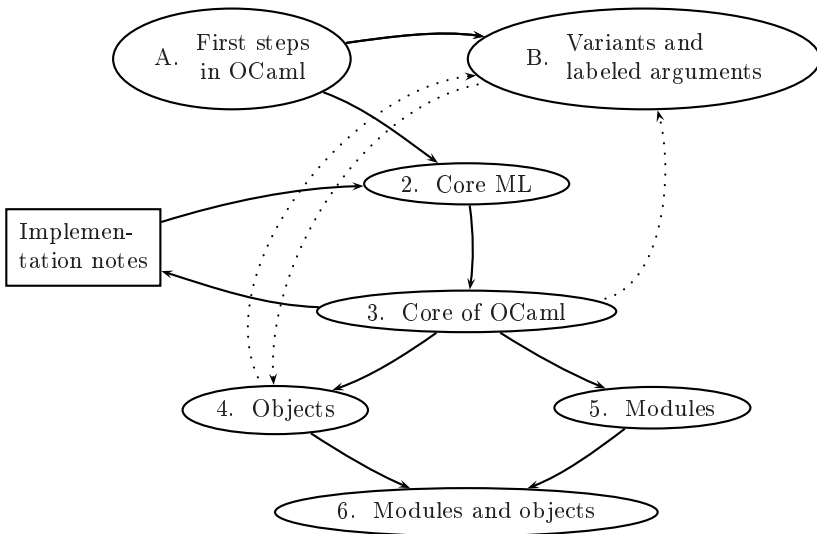 A. First steps
in OCaml
B. Variants and
labeled arguments
2. Core ML
Implemen-
tation notes
3. Core of OCaml
4. Objects
5. Modules
6. Modules and objects